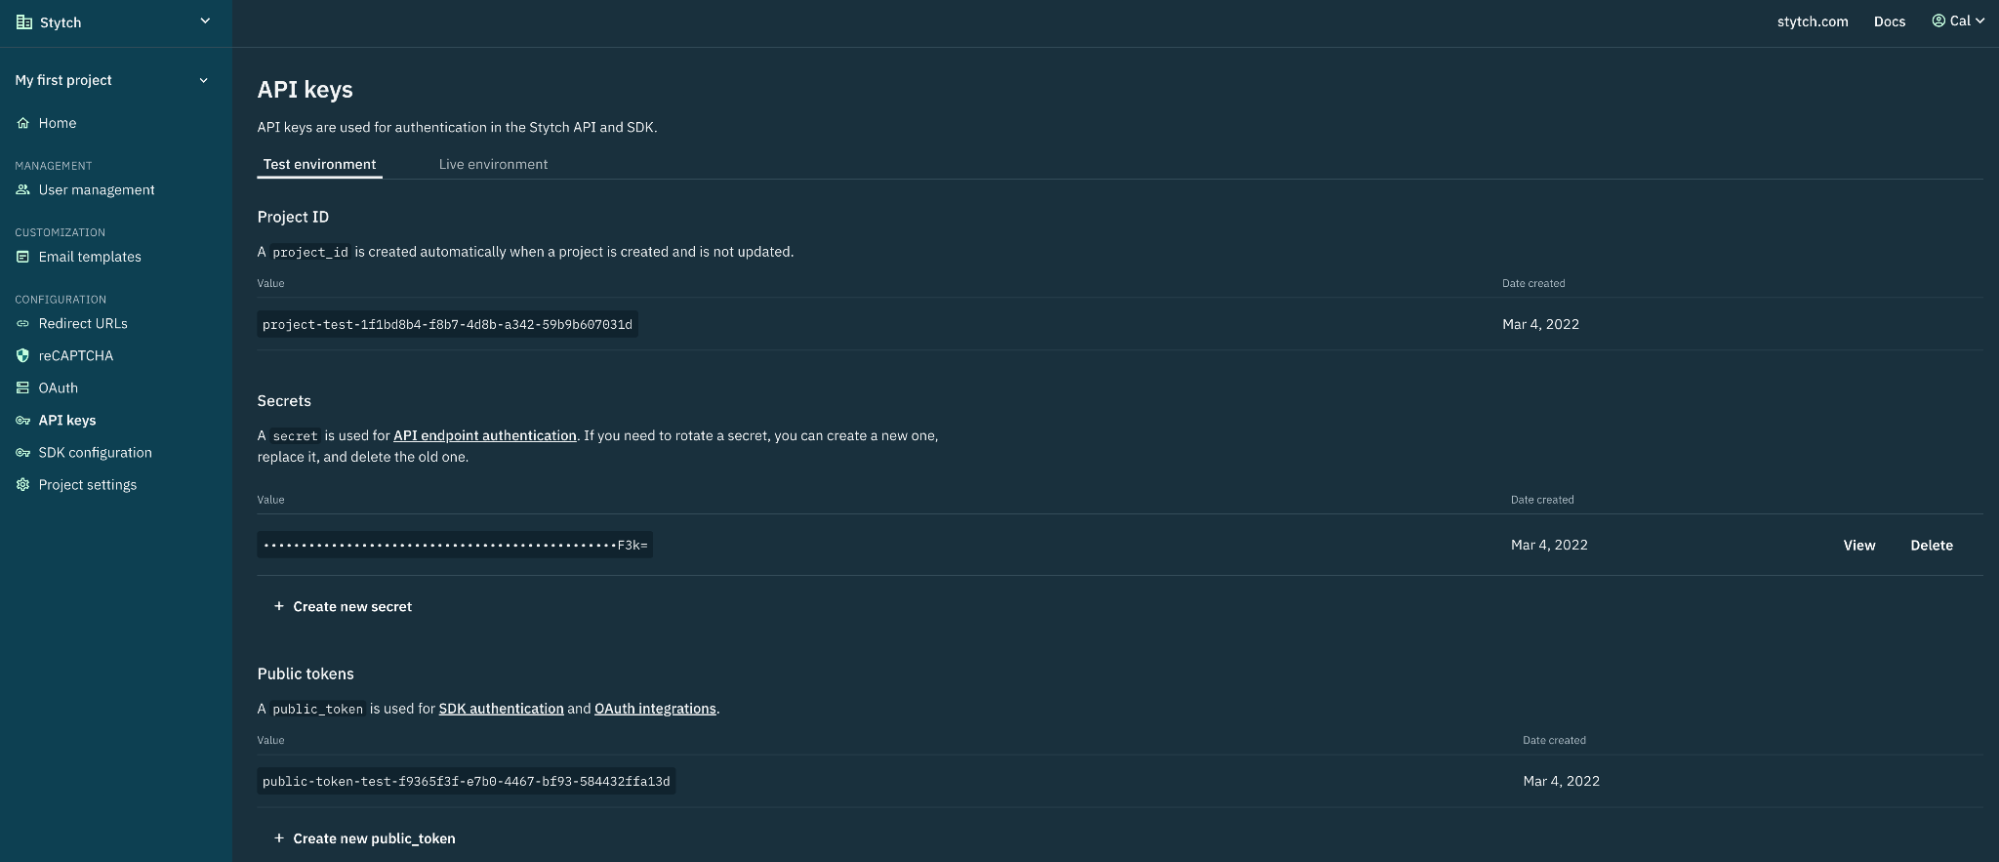 Stytch
stytch.com Docs Cal
My first project
Home
MANAGEMENT
User management
CUSTOMIZATION
Email templates
CONFIGURATION
Redirect URLs
reCAPTCHA
OAuth
API keys
SDK configuration
Project settings
API keys
API keys are used for authentication in the Stytch API and SDK.
Test environment Live environment
Project ID
A project_id is created automatically when a project is created and is not updated.
Value Date created
project-test-1f1bd8b4-f8b7-4d8b-a342-59b9b607031d Mar 4, 2022
Secrets
A secret is used for API endpoint authentication. If you need to rotate a secret, you can create a new one,
replace it, and delete the old one.
Value Date created
••••••••••••••••••••••••••••••••••••••••••••••••F3k= Mar 4, 2022 View Delete
+ Create new secret
Public tokens
A public_token is used for SDK authentication and OAuth integrations.
Value Date created
public-token-test-f9365f3f-e7b0-4467-bf93-584432ffa13d Mar 4, 2022
+ Create new public_token